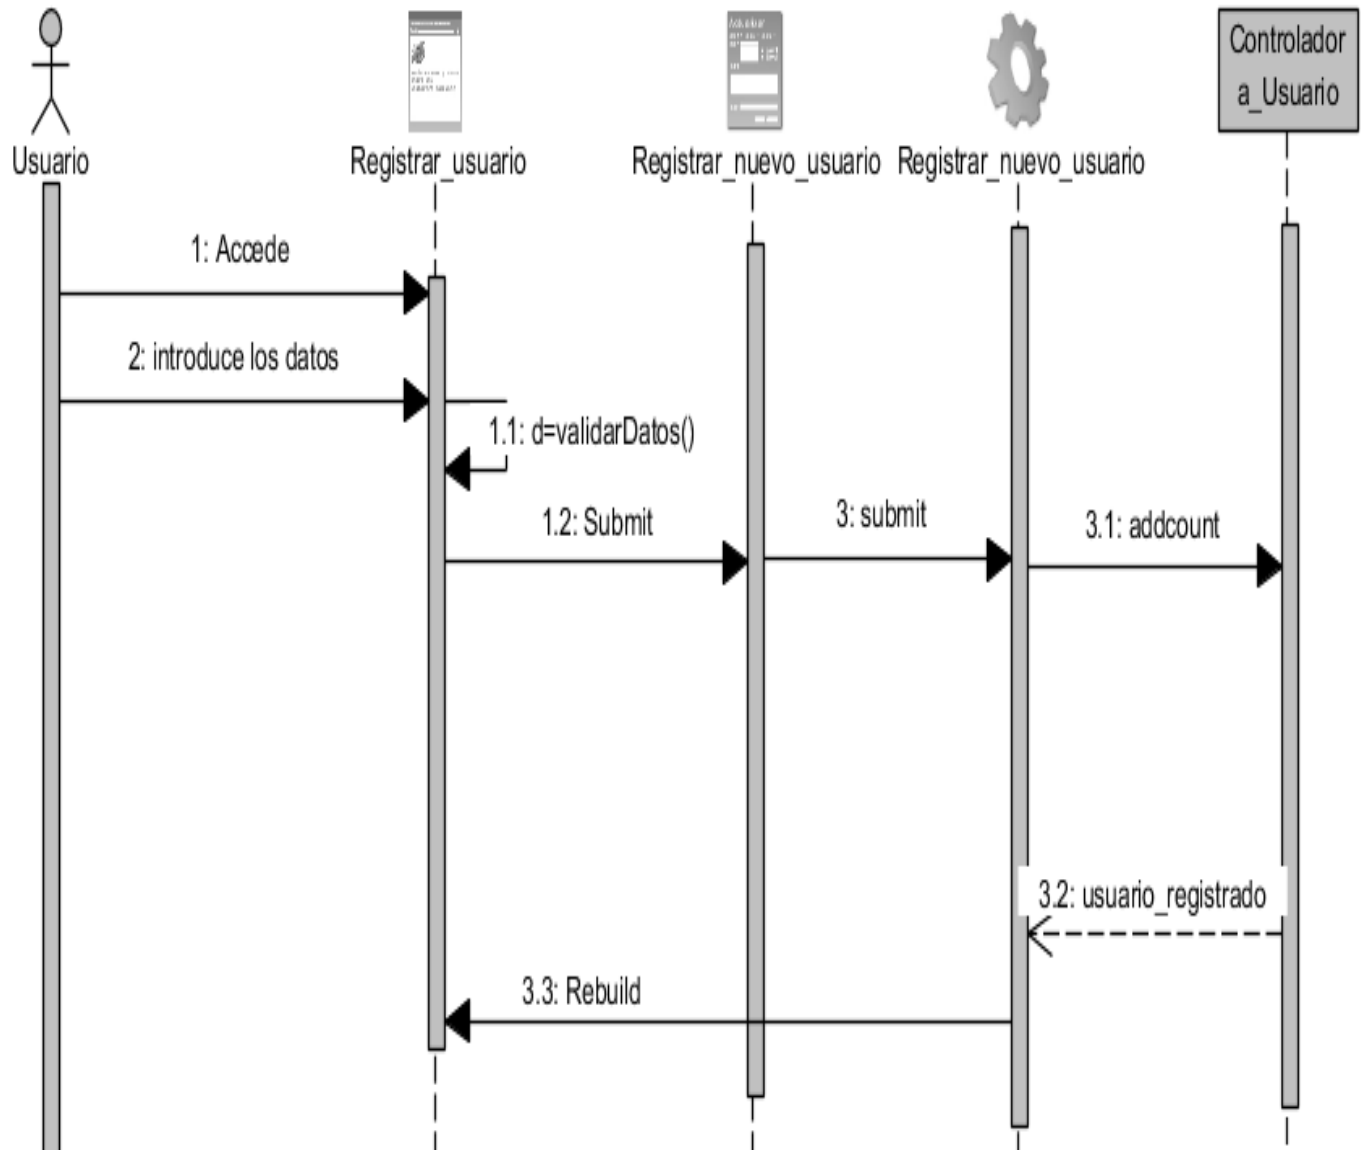 Controlador
a_Usuario
Usuario
Registrar_usuario
Registrar_nuevo_usuario
Registrar_nuevo_usuario
1: Accede
2: introduce los datos
1.1: d=validarDatos()
1.2: Submit
3: submit
3.1: addcount
3.2: usuario_registrado
3.3: Rebuild